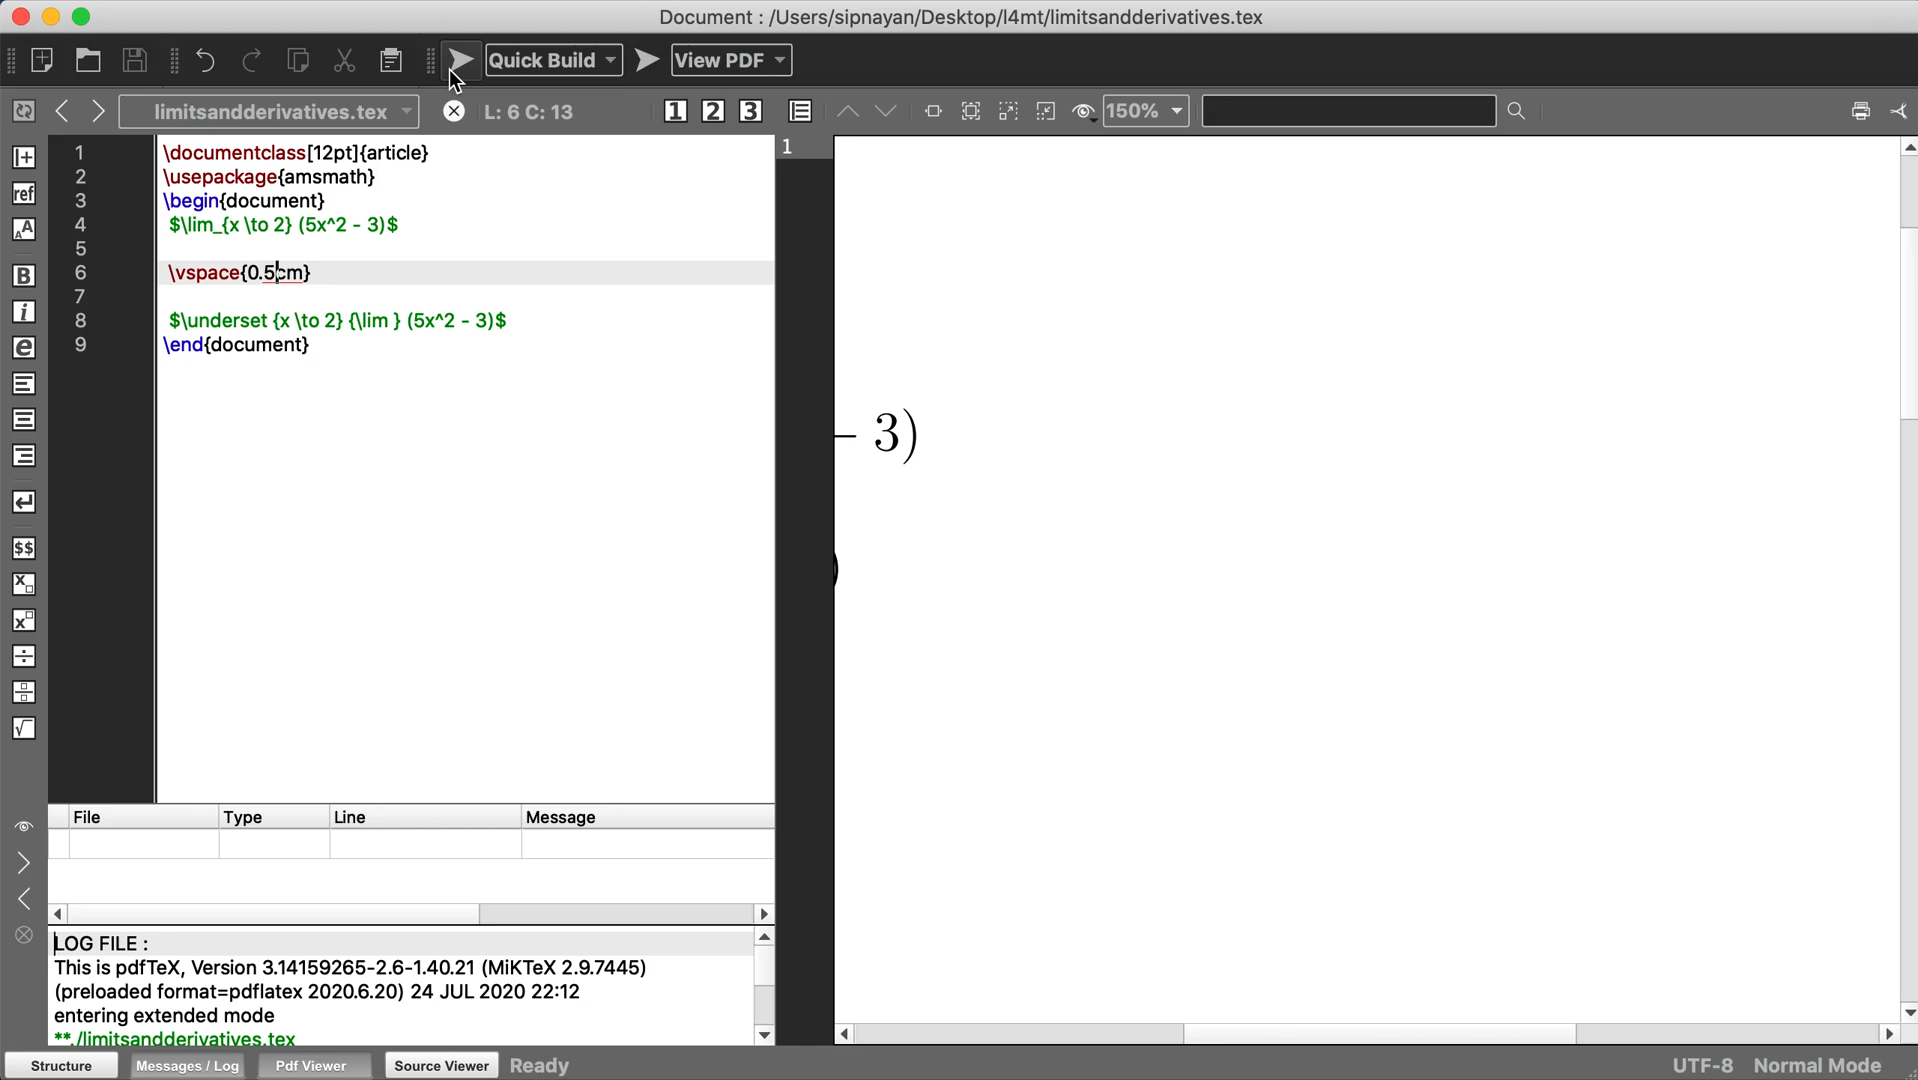 Document : /Users/sipnayan/Desktop/l4mt/limitsandderivatives.tex
Quick Build View PDF
limitsandderivatives.tex L: 6 C: 13 1 2 3 150%
1 \documentclass[12pt]{article}
2 \usepackage{amsmath}
3 \begin{document}
4 $\lim_{x \to 2} (5x^2 - 3)$
5
6 \vspace{0.5cm}
7
8 $\underset {x \to 2} {\lim } (5x^2 - 3)$
9 \end{document}
ref
B
i
e
$$
1
− 3)
)
File Type Line Message
LOG FILE :
This is pdfTeX, Version 3.14159265-2.6-1.40.21 (MiKTeX 2.9.7445)
(preloaded format=pdflatex 2020.6.20) 24 JUL 2020 22:12
entering extended mode
**./limitsandderivatives.tex
Structure Messages / Log Pdf Viewer Source Viewer Ready UTF-8 Normal Mode